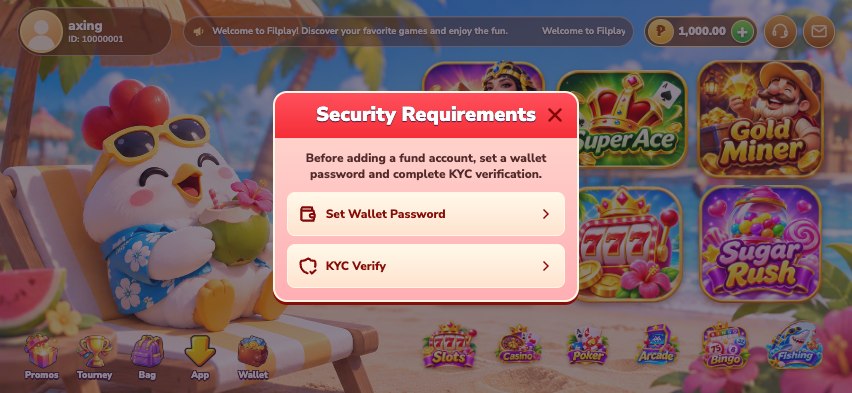 axing
ID: 10000001
Welcome to Filplay! Discover your favorite games and enjoy the fun.
Welcome to Filplay
1,000.00
Security Requirements
Before adding a fund account, set a wallet
password and complete KYC verification.
Set Wallet Password
KYC Verify
Super Ace
Gold
Miner
777
Sugar
Rush
Promos
Tourney
Bag
App
Wallet
Slots
Casino
Poker
Arcade
Bingo
Fishing